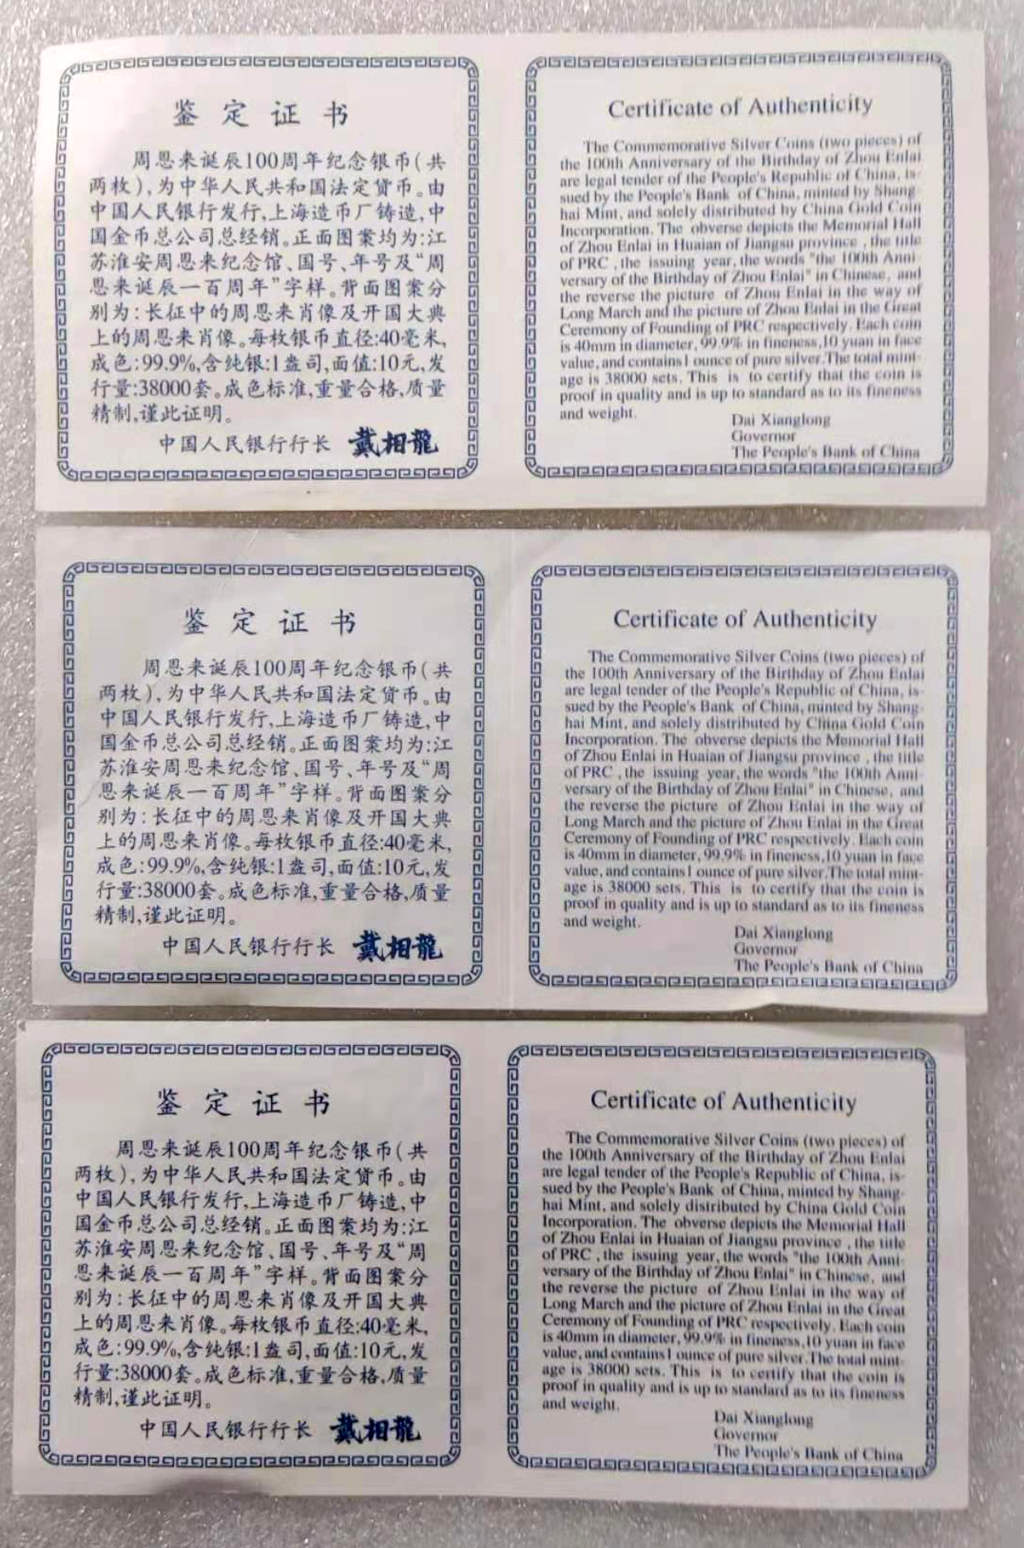 鉴定证书
周恩来诞辰100周年纪念银币(共
两枚),为中华人民共和国法定货币。由
中国人民银行发行,上海造币厂铸造,中
国金币总公司总经销。正面图案均为:江
苏淮安周恩来纪念馆、国号、年号及“周
恩来诞辰一百周年”字样。背面图案分
别为:长征中的周恩来肖像及开国大典
上的周恩来肖像。每枚银币直径:40毫米,
成色:99.9%,含纯银:1盎司,面值:10元,发
行量:38000套。成色标准,重量合格,质量
精制,谨此证明。
中国人民银行行长 戴相龍
Certificate of Authenticity
The Commemorative Silver Coins (two pieces) of
the 100th Anniversary of the Birthday of Zhou Enlai
are legal tender of the People's Republic of China, is-
sued by the People's Bank of China, minted by Shang-
hai Mint, and solely distributed by China Gold Coin
Incorporation. The obverse depicts the Memorial Hall
of Zhou Enlai in Huaian of Jiangsu province , the title
of PRC , the issuing year, the words "the 100th Anni-
versary of the Birthday of Zhou Enlai" in Chinese, and
the reverse the picture of Zhou Enlai in the way of
Long March and the picture of Zhou Enlai in the Great
Ceremony of Founding of PRC respectively. Each coin
is 40mm in diameter, 99.9% in fineness,10 yuan in face
value, and contains 1 ounce of pure silver.The total mint-
age is 38000 sets. This is to certify that the coin is
proof in quality and is up to standard as to its fineness
and weight.
Dai Xianglong
Governor
The People's Bank of China
鉴定证书
周恩来诞辰100周年纪念银币(共
两枚),为中华人民共和国法定货币。由
中国人民银行发行,上海造币厂铸造,中
国金币总公司总经销。正面图案均为:江
苏淮安周恩来纪念馆、国号、年号及“周
恩来诞辰一百周年”字样。背面图案分
别为:长征中的周恩来肖像及开国大典
上的周恩来肖像。每枚银币直径:40毫米,
成色:99.9%,含纯银:1盎司,面值:10元,发
行量:38000套。成色标准,重量合格,质量
精制,谨此证明。
中国人民银行行长 戴相龍
Certificate of Authenticity
The Commemorative Silver Coins (two pieces) of
the 100th Anniversary of the Birthday of Zhou Enlai
are legal tender of the People's Republic of China, is-
sued by the People's Bank of China, minted by Shang-
hai Mint, and solely distributed by China Gold Coin
Incorporation. The obverse depicts the Memorial Hall
of Zhou Enlai in Huaian of Jiangsu province , the title
of PRC , the issuing year, the words "the 100th Anni-
versary of the Birthday of Zhou Enlai" in Chinese, and
the reverse the picture of Zhou Enlai in the way of
Long March and the picture of Zhou Enlai in the Great
Ceremony of Founding of PRC respectively. Each coin
is 40mm in diameter, 99.9% in fineness,10 yuan in face
value, and contains 1 ounce of pure silver.The total mint-
age is 38000 sets. This is to certify that the coin is
proof in quality and is up to standard as to its fineness
and weight.
Dai Xianglong
Governor
The People's Bank of China
鉴定证书
周恩来诞辰100周年纪念银币(共
两枚),为中华人民共和国法定货币。由
中国人民银行发行,上海造币厂铸造,中
国金币总公司总经销。正面图案均为:江
苏淮安周恩来纪念馆、国号、年号及“周
恩来诞辰一百周年”字样。背面图案分
别为:长征中的周恩来肖像及开国大典
上的周恩来肖像。每枚银币直径:40毫米,
成色:99.9%,含纯银:1盎司,面值:10元,发
行量:38000套。成色标准,重量合格,质量
精制,谨此证明。
中国人民银行行长 戴相龍
Certificate of Authenticity
The Commemorative Silver Coins (two pieces) of
the 100th Anniversary of the Birthday of Zhou Enlai
are legal tender of the People's Republic of China, is-
sued by the People's Bank of China, minted by Shang-
hai Mint, and solely distributed by China Gold Coin
Incorporation. The obverse depicts the Memorial Hall
of Zhou Enlai in Huaian of Jiangsu province , the title
of PRC , the issuing year, the words "the 100th Anni-
versary of the Birthday of Zhou Enlai" in Chinese, and
the reverse the picture of Zhou Enlai in the way of
Long March and the picture of Zhou Enlai in the Great
Ceremony of Founding of PRC respectively. Each coin
is 40mm in diameter, 99.9% in fineness,10 yuan in face
value, and contains 1 ounce of pure silver.The total mint-
age is 38000 sets. This is to certify that the coin is
proof in quality and is up to standard as to its fineness
and weight.
Dai Xianglong
Governor
The People's Bank of China